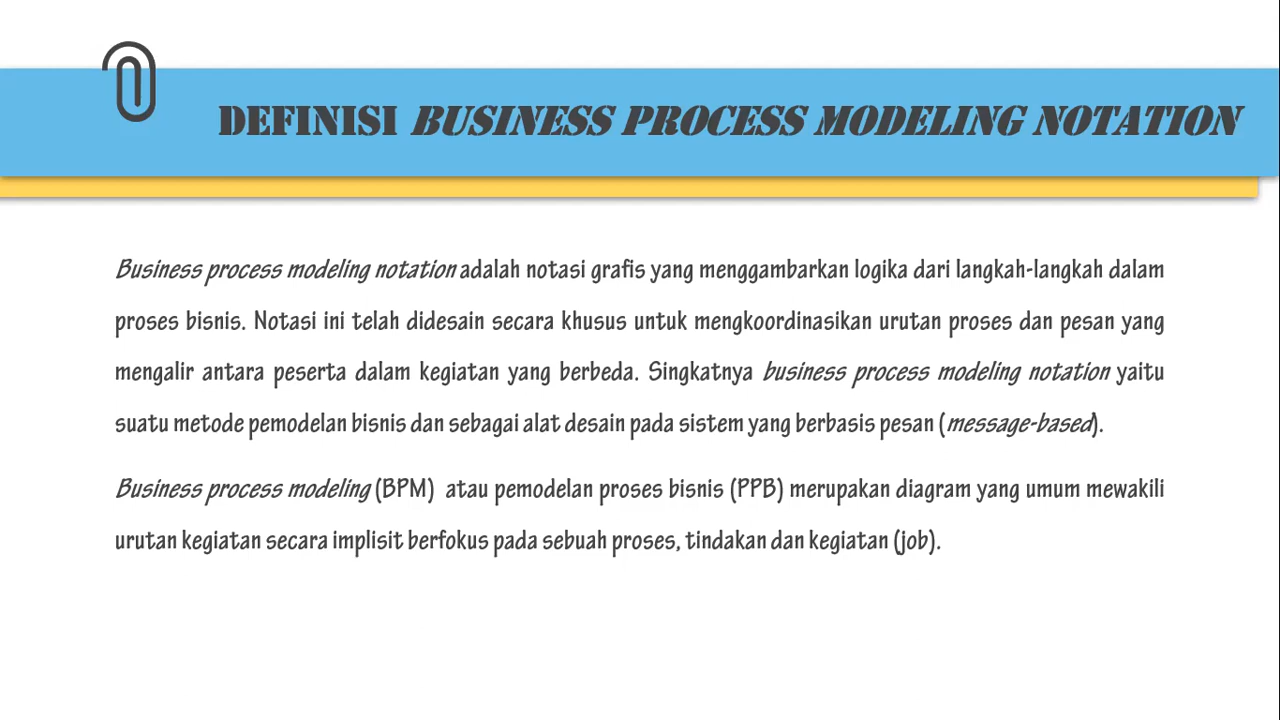 DEFINISI BUSINESS PROCESS MODELING NOTATION
Business process modeling notation adalah notasi grafis yang menggambarkan logika dari langkah-langkah dalam
proses bisnis. Notasi ini telah didesain secara khusus untuk mengkoordinasikan urutan proses dan pesan yang
mengalir antara peserta dalam kegiatan yang berbeda. Singkatnya business process modeling notation yaitu
suatu metode pemodelan bisnis dan sebagai alat desain pada sistem yang berbasis pesan (message-based).
Business process modeling (BPM) atau pemodelan proses bisnis (PPB) merupakan diagram yang umum mewakili
urutan kegiatan secara implisit berfokus pada sebuah proses, tindakan dan kegiatan (job).